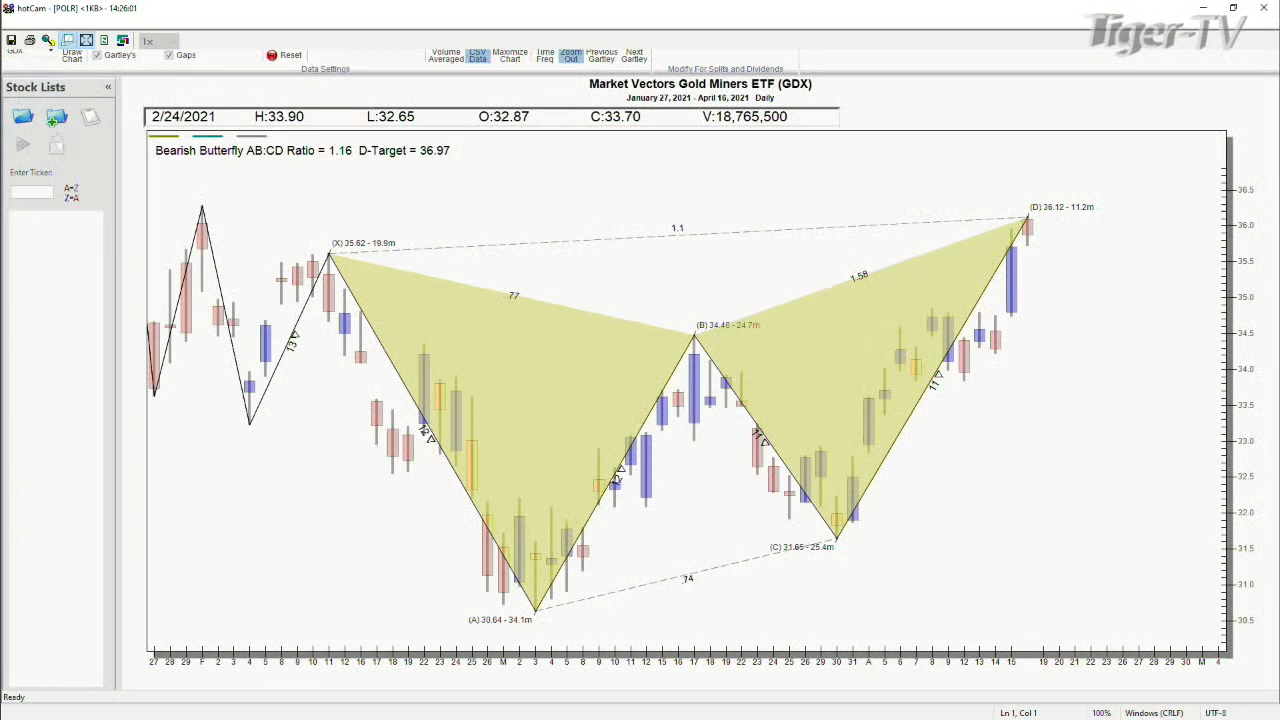 hotCam - [POLR] <1KB> - 14:26:01
Tiger-TV
1x
GDX
Draw Chart
Gartley's
Gaps
Reset
Volume Averaged
CSV Data
Maximize Chart
Time Freq
Zoom Out
Previous Gartley
Next Gartley
Data Settings
Modify For Splits and Dividends
Stock Lists «
Enter Ticker:
A=Z
Z=A
Market Vectors Gold Miners ETF (GDX)
January 27, 2021 - April 16, 2021 Daily
2/24/2021 H:33.90 L:32.65 O:32.87 C:33.70 V:18,765,500
Bearish Butterfly AB:CD Ratio = 1.16 D-Target = 36.97
(D) 36.12 - 11.2m
1.1
(X) 35.62 - 19.9m
1.58
.77
(B) 34.48 - 24.7m
13
11
12
11
12
(C) 31.65 - 25.4m
.74
(A) 30.64 - 34.1m
36.5
36.0
35.5
35.0
34.5
34.0
33.5
33.0
32.5
32.0
31.5
31.0
30.5
27 28 29 F 2 3 4 5 8 9 10 11 12 16 17 18 19 22 23 24 25 26 M 2 3 4 5 8 9 10 11 12 15 16 17 18 19 22 23 24 25 26 29 30 31 A 5 6 7 8 9 12 13 14 15 19 20 21 22 23 26 27 28 29 30 M 4
Ready
Ln 1, Col 1 100% Windows (CRLF) UTF-8